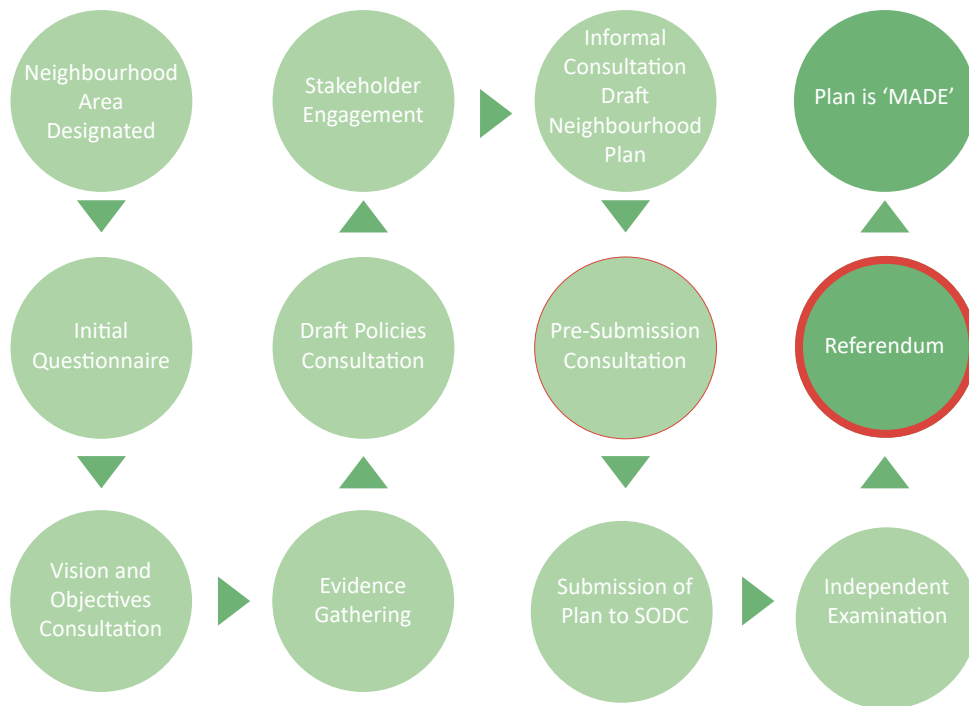 Neighbourhood
Area
Designated
Initial
Questionnaire
Vision and
Objectives
Consultation
Evidence
Gathering
Draft Policies
Consultation
Stakeholder
Engagement
Informal
Consultation
Draft
Neighbourhood
Plan
Pre-Submission
Consultation
Submission of
Plan to SODC
Independent
Examination
Referendum
Plan is ‘MADE’